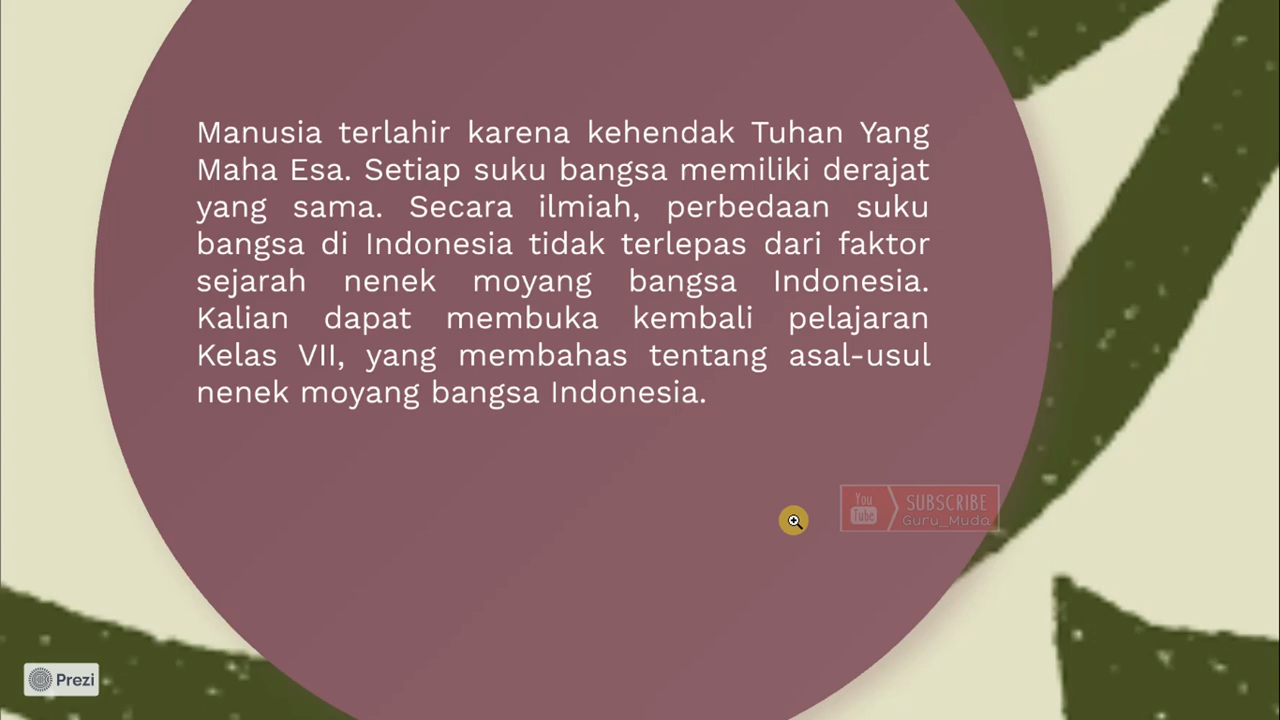 Manusia terlahir karena kehendak Tuhan Yang
Maha Esa. Setiap suku bangsa memiliki derajat
yang sama. Secara ilmiah, perbedaan suku
bangsa di Indonesia tidak terlepas dari faktor
sejarah nenek moyang bangsa Indonesia.
Kalian dapat membuka kembali pelajaran
Kelas VII, yang membahas tentang asal-usul
nenek moyang bangsa Indonesia.
You
Tube
SUBSCRIBE
Guru_Muda
Prezi